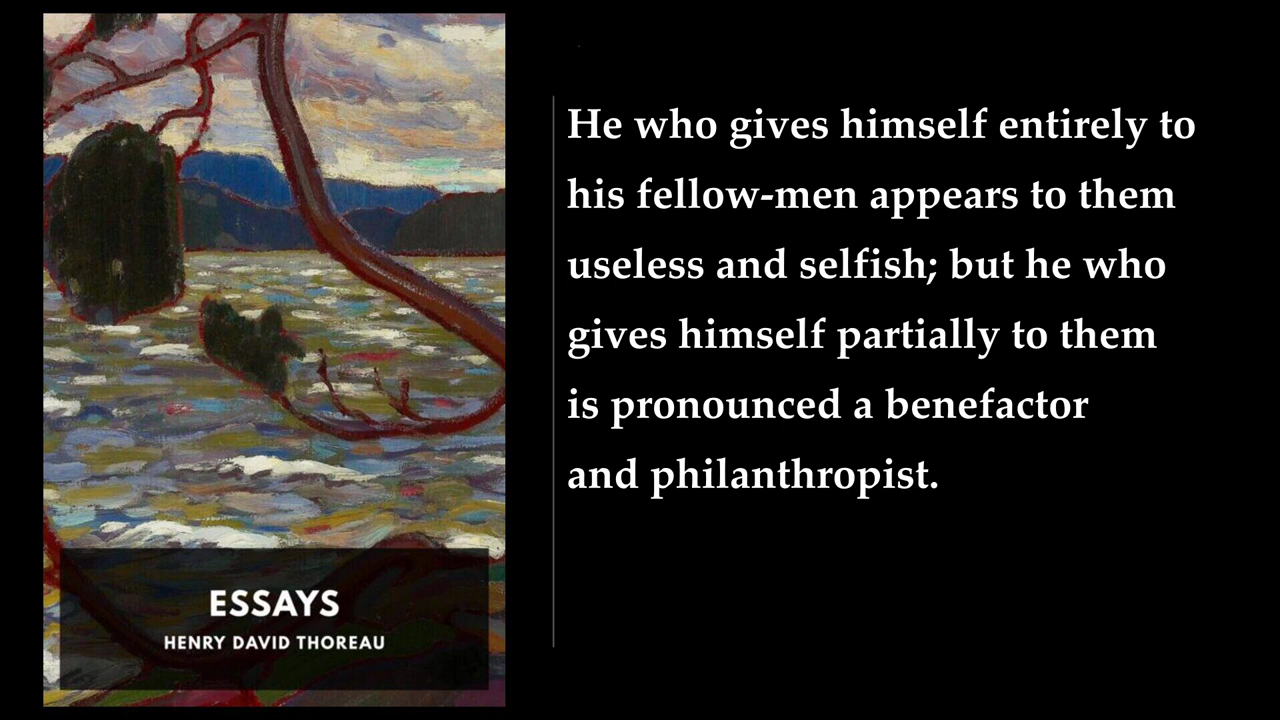 ESSAYS
HENRY DAVID THOREAU
He who gives himself entirely to
his fellow-men appears to them
useless and selfish; but he who
gives himself partially to them
is pronounced a benefactor
and philanthropist.